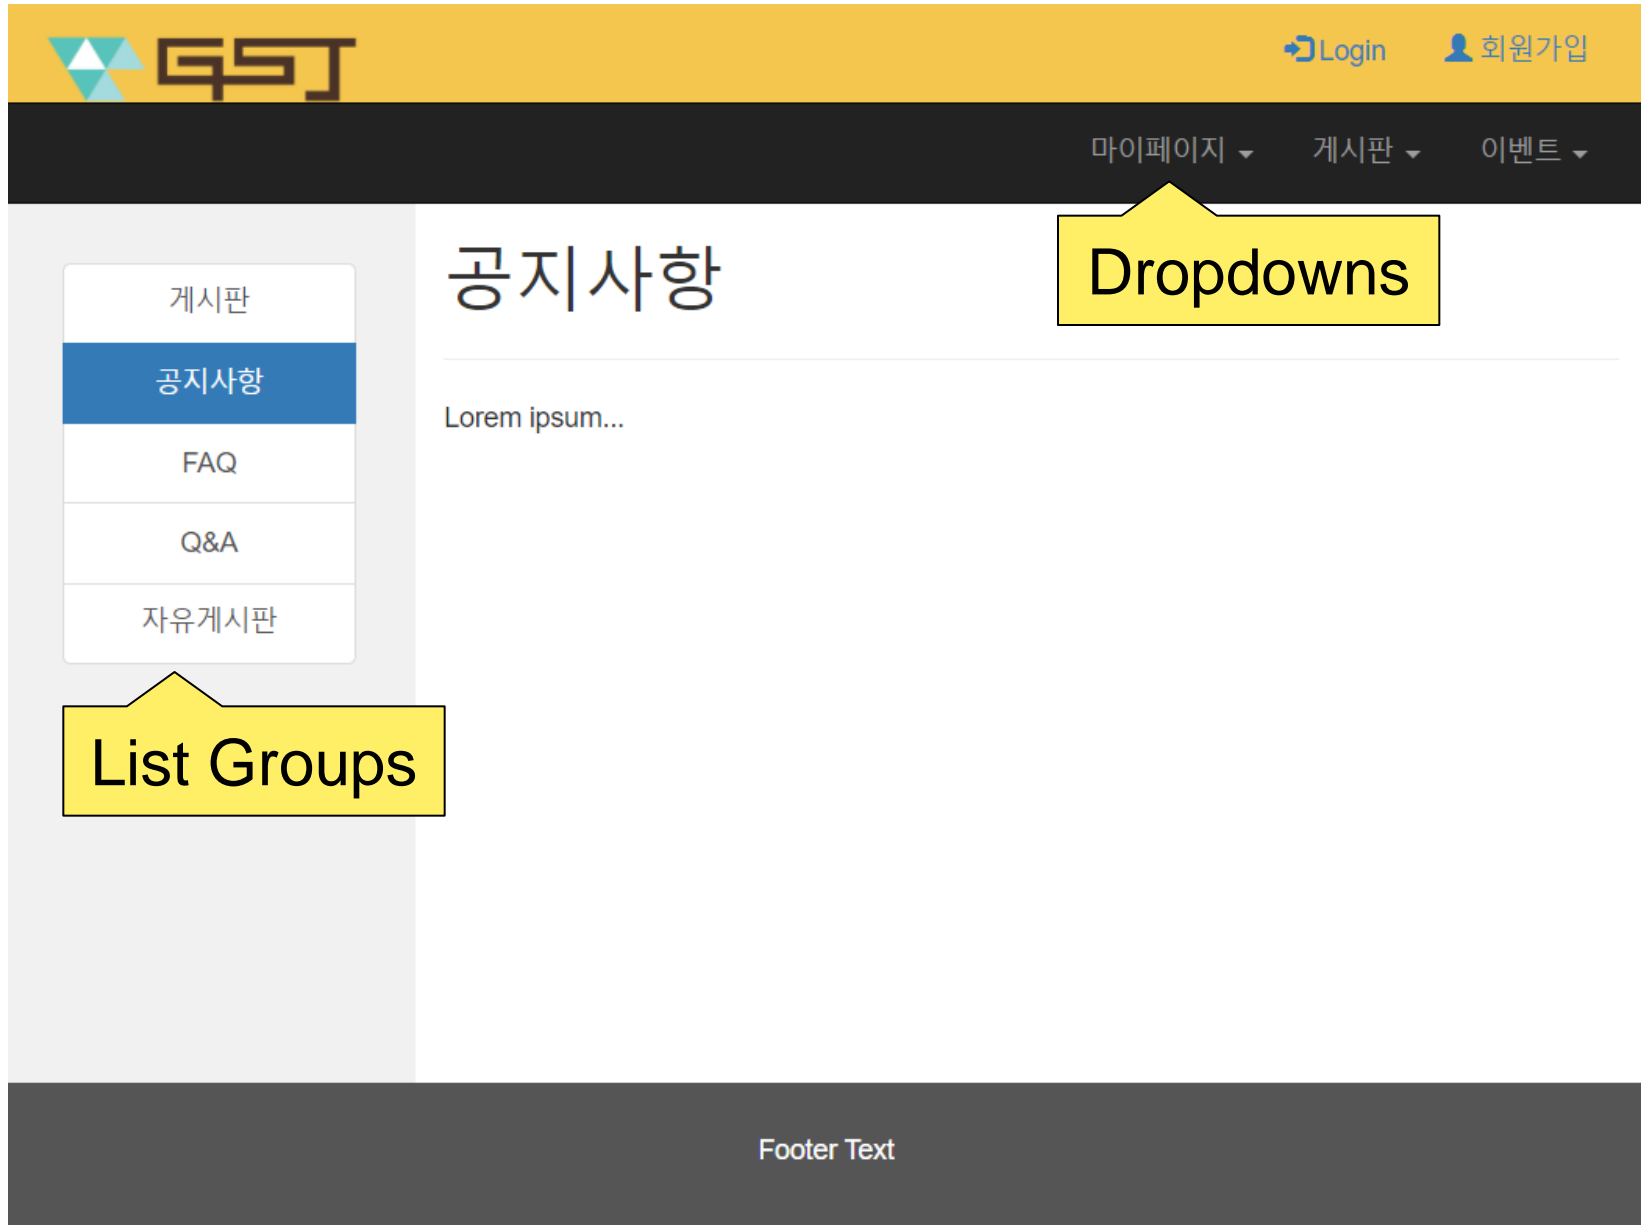 GSJ
Login
회원가입
마이페이지
게시판
이벤트
Dropdowns
게시판
공지사항
FAQ
Q&A
자유게시판
List Groups
공지사항
Lorem ipsum...
Footer Text